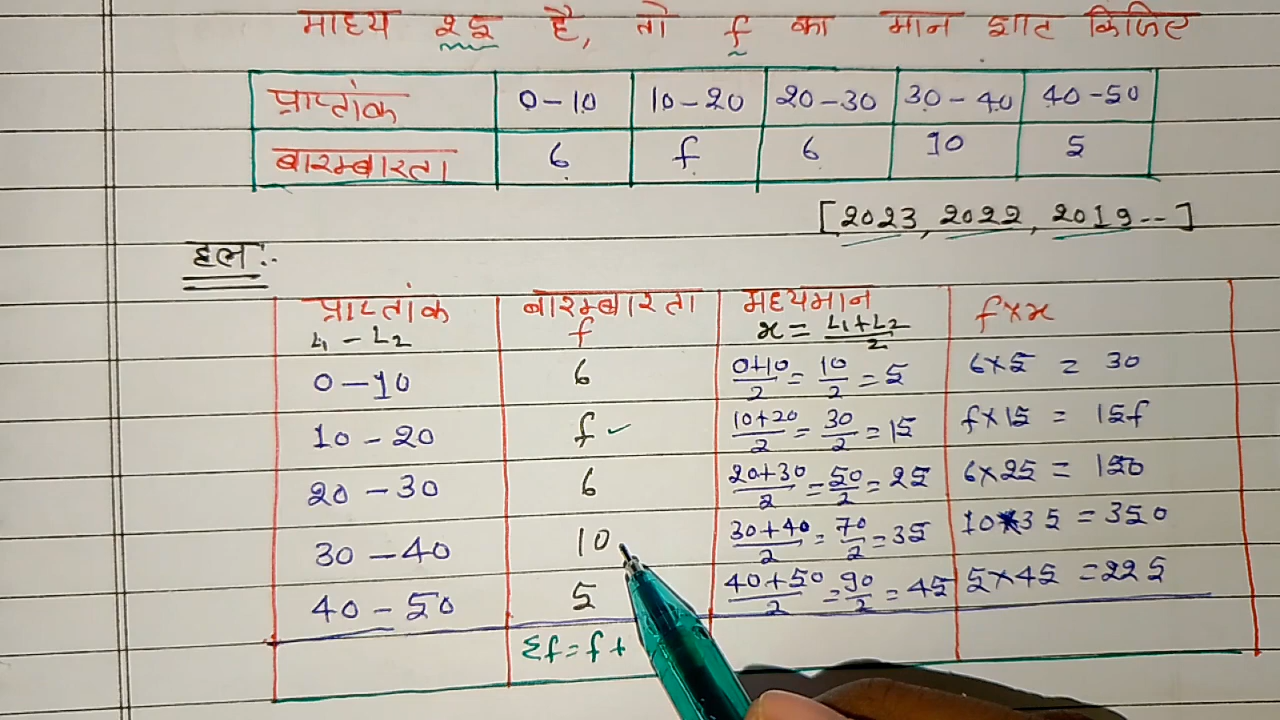 माध्य २५ है, तो f का मान ज्ञात किजिए
प्राप्तांक 0-10 10-20 20-30 30-40 40-50
बारम्बारता 6 f 6 10 5
[2023, 2022, 2019--]
हलः-
प्राप्तांक बारम्बारता मध्यमान f×x
L₁-L₂ f x=L₁+L₂/2
0-10 6 0+10/2=10/2=5 6×5=30
10-20 f✓ 10+20/2=30/2=15 f×15=15f
20-30 6 20+30/2=50/2=25 6×25=150
30-40 10 30+40/2=70/2=35 10×35=350
40-50 5 40+50/2=90/2=45 5×45=225
Σf=f+